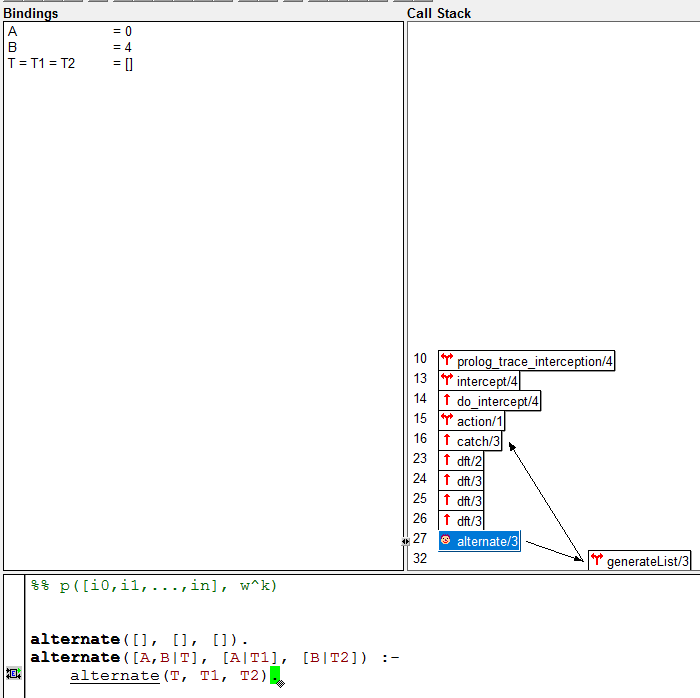 Bindings
A = 0
B = 4
T = T1 = T2 = []
Call Stack
10 prolog_trace_interception/4
13 intercept/4
14 do_intercept/4
15 action/1
16 catch/3
23 dft/2
24 dft/3
25 dft/3
26 dft/3
27 alternate/3
32 generateList/3
%% p([i0,i1,...,in], w^k)
alternate([], [], []).
alternate([A,B|T], [A|T1], [B|T2]) :-
alternate(T, T1, T2).